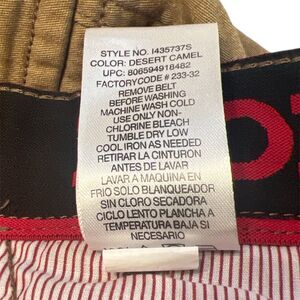 STYLE NO. I435737S
COLOR: DESERT CAMEL
UPC: 806594918482
FACTORYCODE # 233-32
REMOVE BELT
BEFORE WASHING
MACHINE WASH COLD
USE ONLY NON-
CHLORINE BLEACH
TUMBLE DRY LOW
COOL IRON AS NEEDED
RETIRAR LA CINTURON
ANTES DE LAVAR
LAVAR A MAQUINA EN
FRIO SOLO BLANQUEADOR
SIN CLORO SECADORA
CICLO LENTO PLANCHA A
TEMPERATURA BAJA SI
NECESARIO